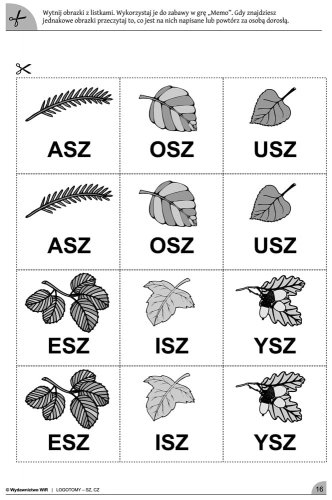 Wytnij obrazki z listkami. Wykorzystaj je do zabawy w grę „Memo”. Gdy znajdziesz
jednakowe obrazki przeczytaj to, co jest na nich napisane lub powtórz za osobą dorosłą.
ASZ OSZ USZ
ASZ OSZ USZ
ESZ ISZ YSZ
ESZ ISZ YSZ
© Wydawnictwo WiR | LOGOTOMY – SZ, CZ
16